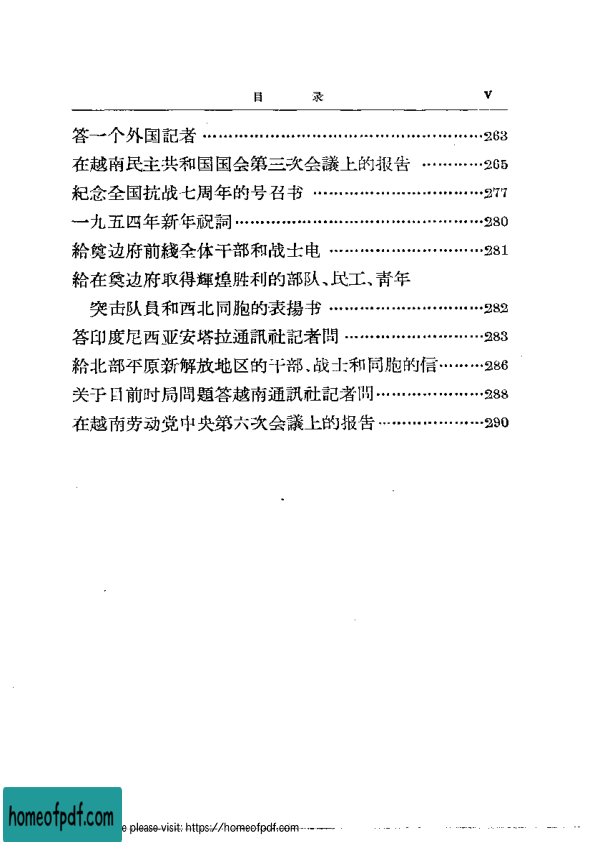 目 录 V
答一个外国記者 …………………………………………………263
在越南民主共和国国会第三次会議上的报告 …………265
紀念全国抗战七周年的号召书 ……………………………277
一九五四年新年祝詞…………………………………………280
給奠边府前綫全体干部和战士电 …………………………281
給在奠边府取得輝煌胜利的部队、民工、青年
突击队員和西北同胞的表揚书 …………………………282
答印度尼西亚安塔拉通訊社記者問 ………………………283
給北部平原新解放地区的干部、战士和同胞的信………286
关于目前时局問題答越南通訊社記者問…………………288
在越南劳动党中央第六次会議上的报告…………………290
homeofpdf.com
e please visit: https://homeofpdf.com